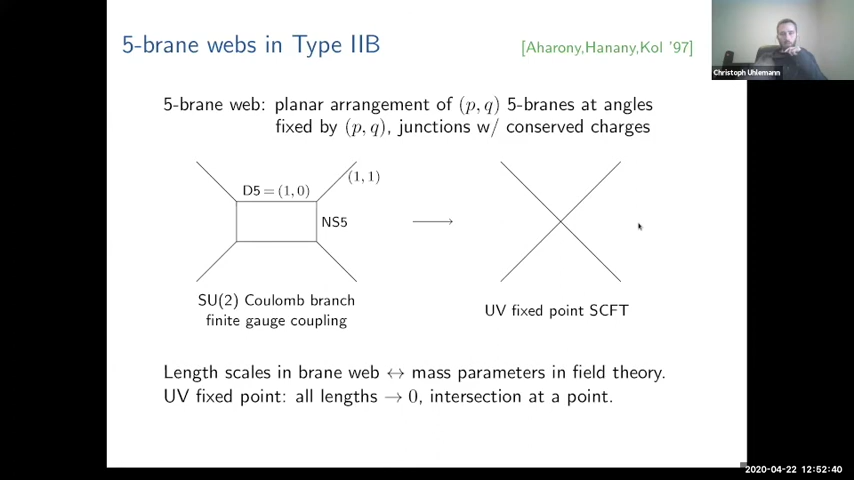 5-brane webs in Type IIB
[Aharony,Hanany,Kol '97]
Christoph Uhlemann
5-brane web: planar arrangement of (p, q) 5-branes at angles
fixed by (p, q), junctions w/ conserved charges
(1, 1)
D5 = (1, 0)
NS5
SU(2) Coulomb branch
finite gauge coupling
UV fixed point SCFT
Length scales in brane web ↔ mass parameters in field theory.
UV fixed point: all lengths → 0, intersection at a point.
2020-04-22 12:52:40